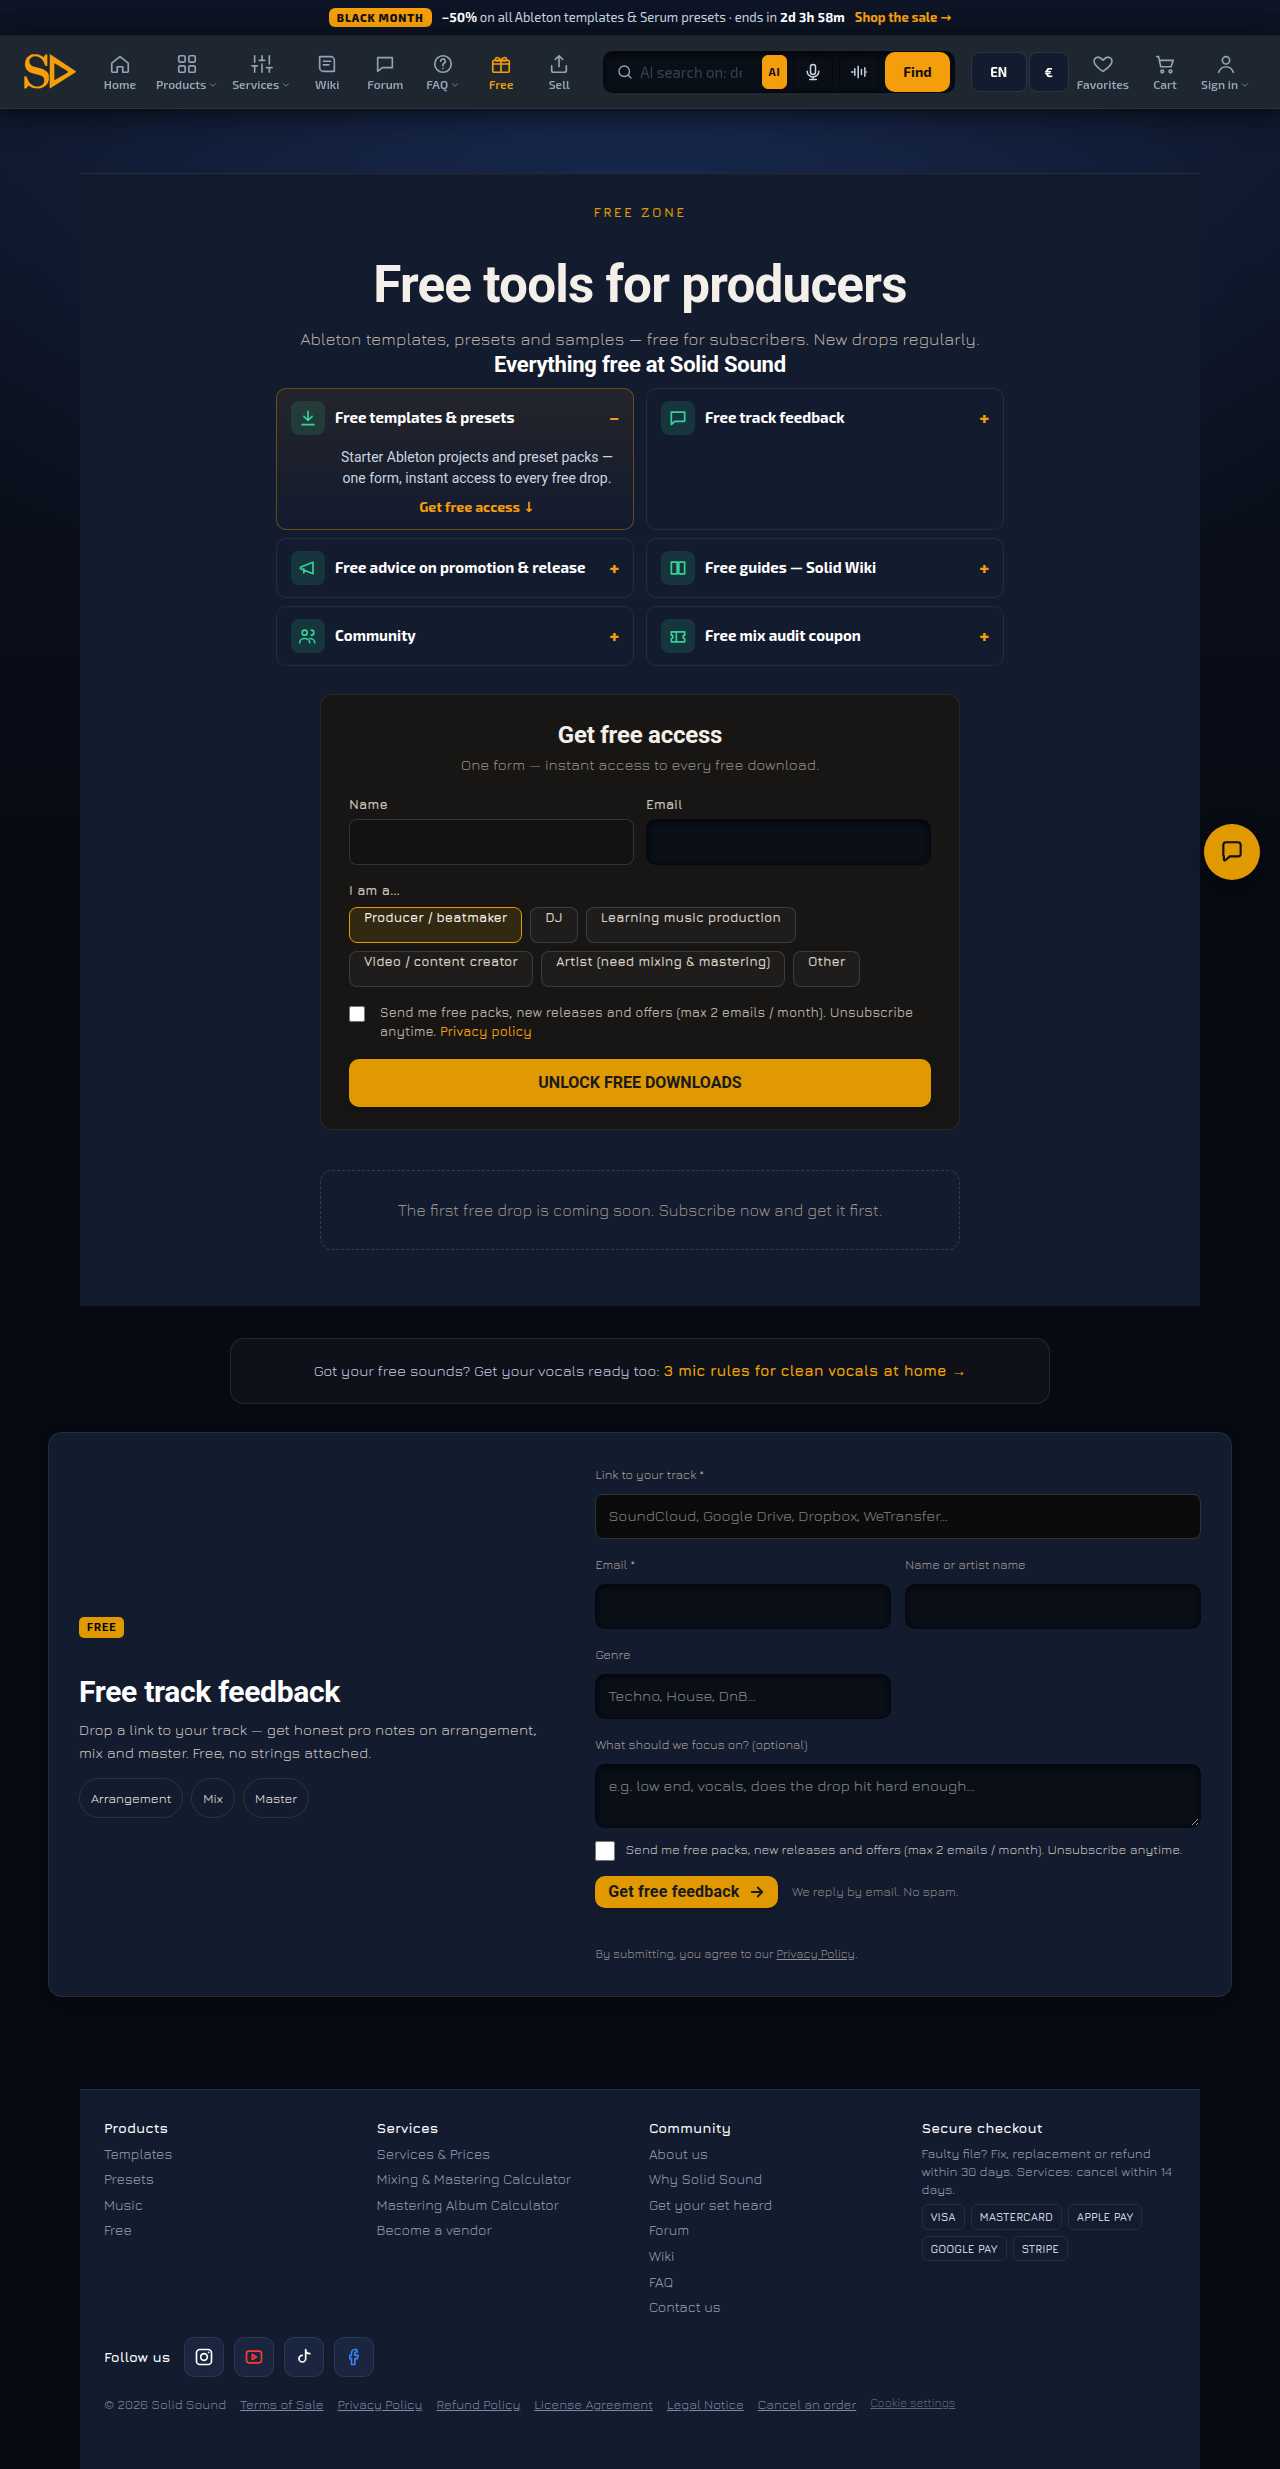 BLACK MONTH −50% on all Ableton templates & Serum presets · ends in 2d 3h 58m Shop the sale →
SD Home Products Services Wiki Forum FAQ Free Sell AI search on: AI Find EN € Favorites Cart Sign in
FREE ZONE
Free tools for producers
Ableton templates, presets and samples — free for subscribers. New drops regularly.
Everything free at Solid Sound
Free templates & presets −
Starter Ableton projects and preset packs —
one form, instant access to every free drop.
Get free access ↓
Free track feedback +
Free advice on promotion & release +
Free guides — Solid Wiki +
Community +
Free mix audit coupon +
Get free access
One form — instant access to every free download.
Name Email
I am a...
Producer / beatmaker DJ Learning music production
Video / content creator Artist (need mixing & mastering) Other
Send me free packs, new releases and offers (max 2 emails / month). Unsubscribe
anytime. Privacy policy
UNLOCK FREE DOWNLOADS
The first free drop is coming soon. Subscribe now and get it first.
Got your free sounds? Get your vocals ready too: 3 mic rules for clean vocals at home →
FREE
Free track feedback
Drop a link to your track — get honest pro notes on arrangement,
mix and master. Free, no strings attached.
Arrangement Mix Master
Link to your track *
SoundCloud, Google Drive, Dropbox, WeTransfer...
Email * Name or artist name
Genre
Techno, House, DnB...
What should we focus on? (optional)
e.g. low end, vocals, does the drop hit hard enough...
Send me free packs, new releases and offers (max 2 emails / month). Unsubscribe anytime.
Get free feedback → We reply by email. No spam.
By submitting, you agree to our Privacy Policy.
Products
Templates
Presets
Music
Free
Services
Services & Prices
Mixing & Mastering Calculator
Mastering Album Calculator
Become a vendor
Community
About us
Why Solid Sound
Get your set heard
Forum
Wiki
FAQ
Contact us
Secure checkout
Faulty file? Fix, replacement or refund
within 30 days. Services: cancel within 14
days.
VISA MASTERCARD APPLE PAY
GOOGLE PAY STRIPE
Follow us
© 2026 Solid Sound Terms of Sale Privacy Policy Refund Policy License Agreement Legal Notice Cancel an order Cookie settings